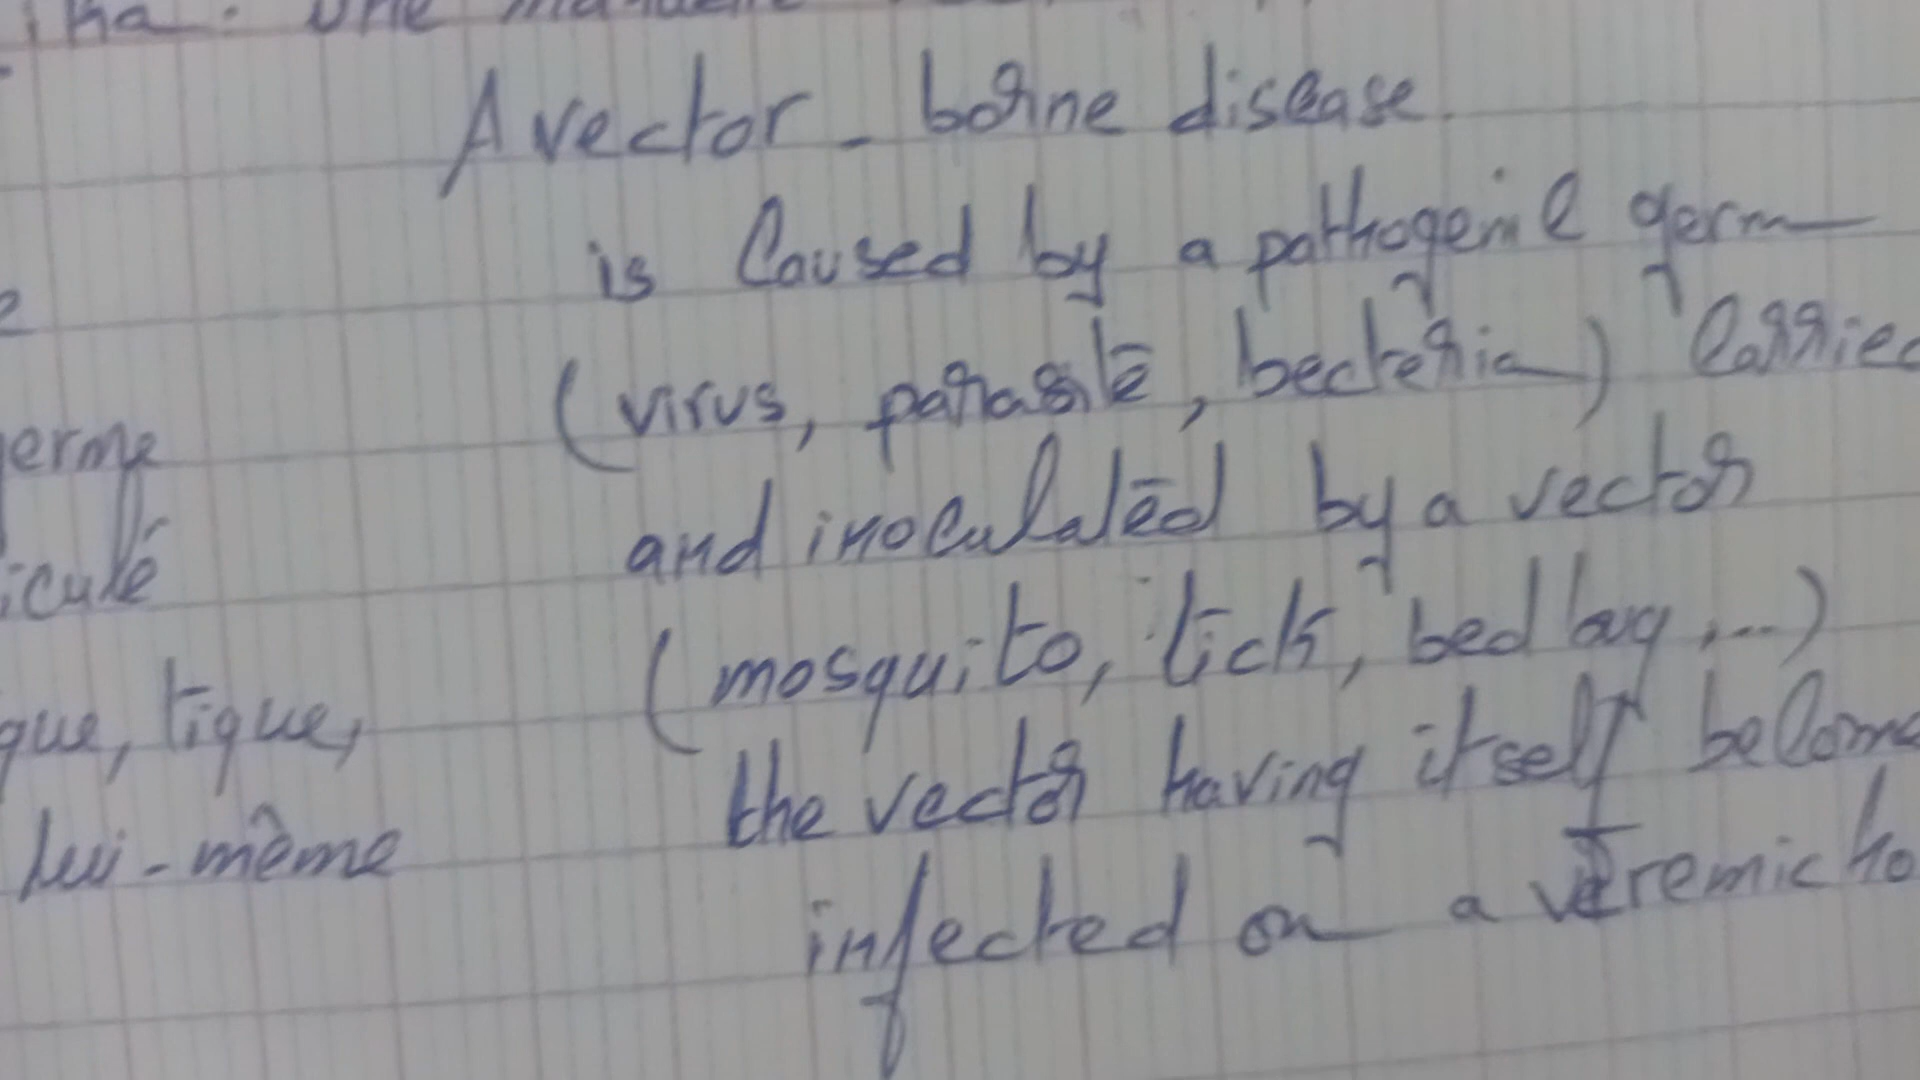 A vector - borne disease
is Caused by a pathogenic germ
(virus, parasite, becteria) Carried
and inoculated by a vector
(mosquito, tick, bed bug, ...)
the vector having itself become
infected on a viremic ho
erme
iculé
que, tique,
lui-même